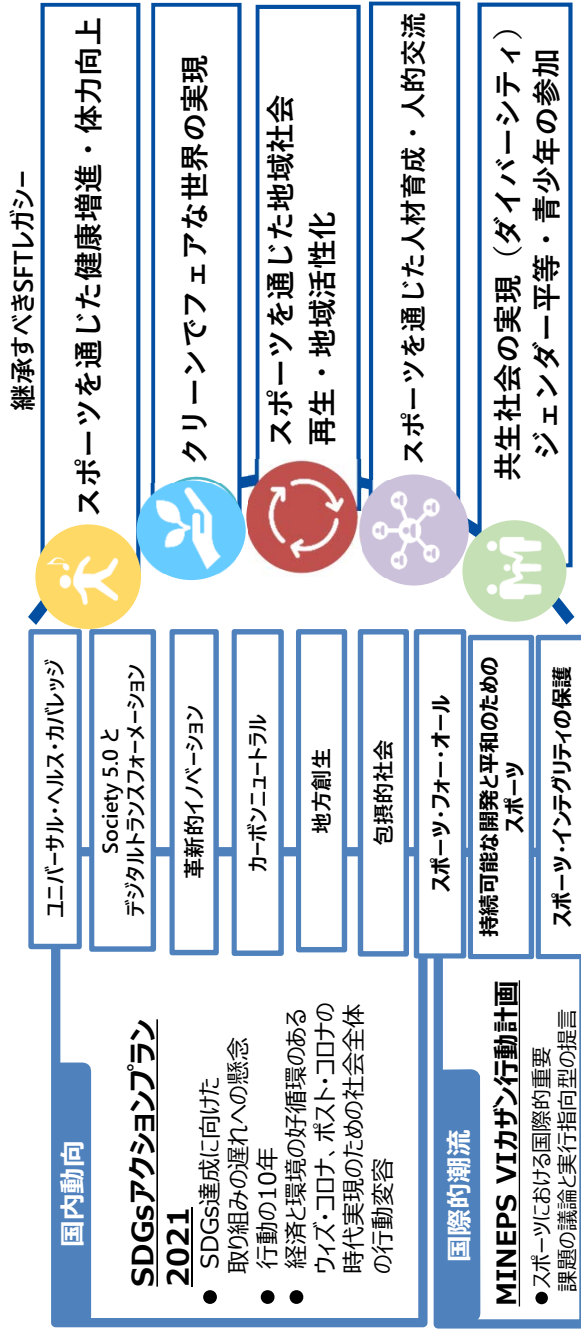 国内動向
SDGsアクションプラン
2021
● SDGs達成に向けた
取り組みの遅れへの懸念
● 行動の10年
● 経済と環境の好循環のある
ウィズ・コロナ、ポスト・コロナの
時代実現のための社会全体
の行動変容
国際的潮流
MINEPS VIカザン行動計画
●スポーツにおける国際的重要
課題の議論と実行指向型の提言
ユニバーサル・ヘルス・カバレッジ
Society 5.0 と
デジタルトランスフォーメーション
革新的イノベーション
カーボンニュートラル
地方創生
包摂的社会
スポーツ・フォー・オール
持続可能な開発と平和のための
スポーツ
スポーツ・インテグリティの保護
継承すべきSFTレガシー
スポーツを通じた健康増進・体力向上
クリーンでフェアな世界の実現
スポーツを通じた地域社会
再生・地域活性化
スポーツを通じた人材育成・人的交流
共生社会の実現（ダイバーシティ）
ジェンダー平等・青少年の参加